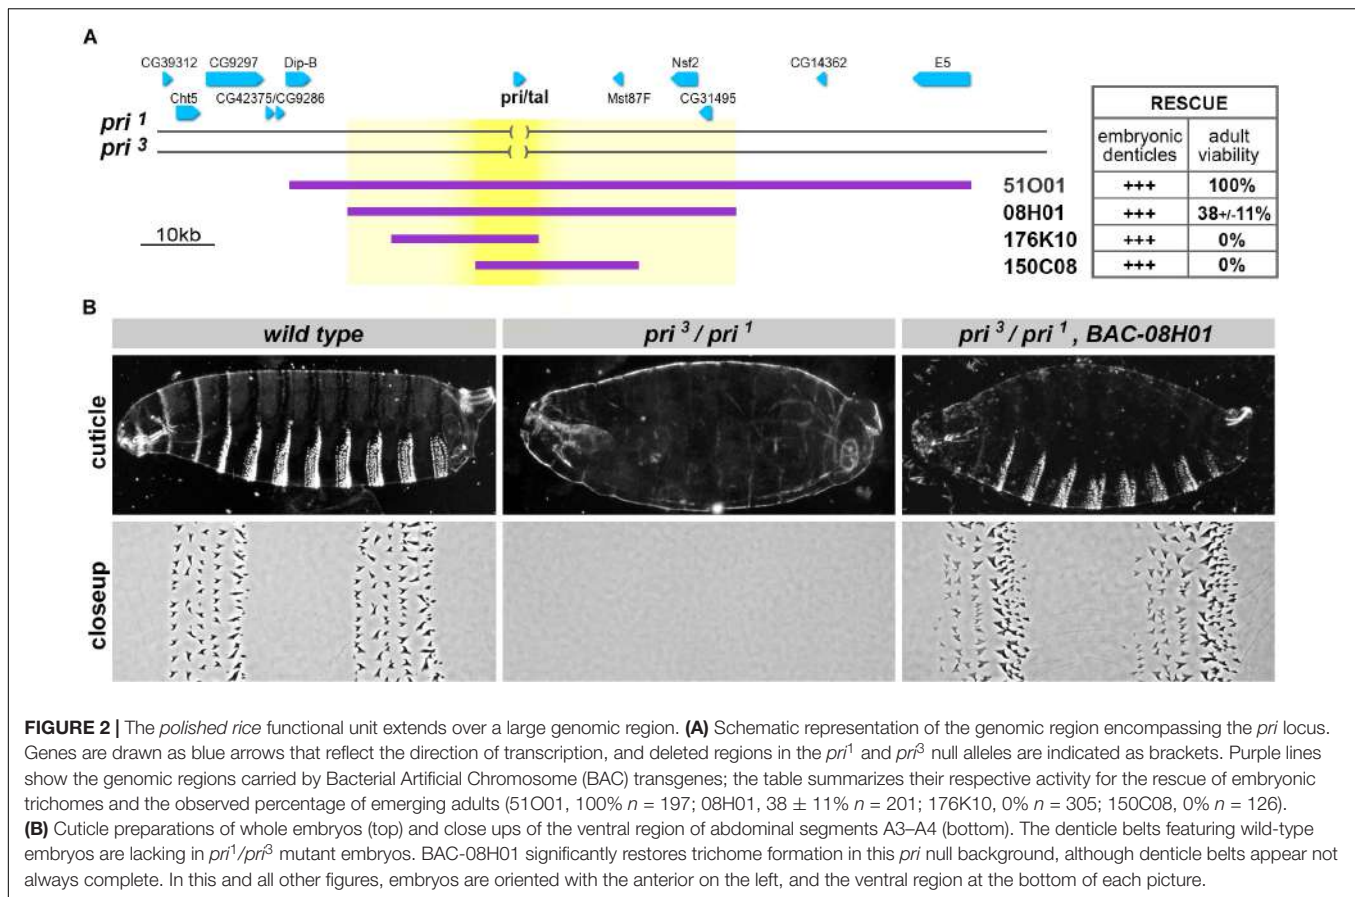 A
CG39312 CG9297 Dip-B Nsf2 CG14362 E5
Cht5 CG42375/CG9286 pri/tal Mst87F CG31495
pri 1
pri 3
10kb
51O01
08H01
176K10
150C08
RESCUE
embryonic denticles adult viability
+++ 100%
+++ 38+/-11%
+++ 0%
+++ 0%
B
wild type pri 3 / pri 1 pri 3 / pri 1 , BAC-08H01
cuticle
closeup
FIGURE 2 | The polished rice functional unit extends over a large genomic region. (A) Schematic representation of the genomic region encompassing the pri locus.
Genes are drawn as blue arrows that reflect the direction of transcription, and deleted regions in the pri1 and pri3 null alleles are indicated as brackets. Purple lines
show the genomic regions carried by Bacterial Artificial Chromosome (BAC) transgenes; the table summarizes their respective activity for the rescue of embryonic
trichomes and the observed percentage of emerging adults (51O01, 100% n = 197; 08H01, 38 ± 11% n = 201; 176K10, 0% n = 305; 150C08, 0% n = 126).
(B) Cuticle preparations of whole embryos (top) and close ups of the ventral region of abdominal segments A3–A4 (bottom). The denticle belts featuring wild-type
embryos are lacking in pri1/pri3 mutant embryos. BAC-08H01 significantly restores trichome formation in this pri null background, although denticle belts appear not
always complete. In this and all other figures, embryos are oriented with the anterior on the left, and the ventral region at the bottom of each picture.